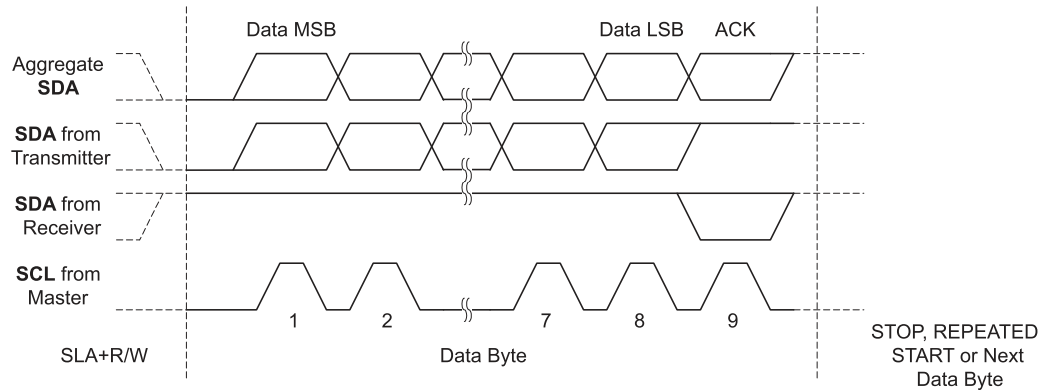 Data MSB
Data LSB
ACK
Aggregate
SDA
SDA from
Transmitter
SDA from
Receiver
SCL from
Master
1
2
7
8
9
SLA+R/W
Data Byte
STOP, REPEATED
START or Next
Data Byte